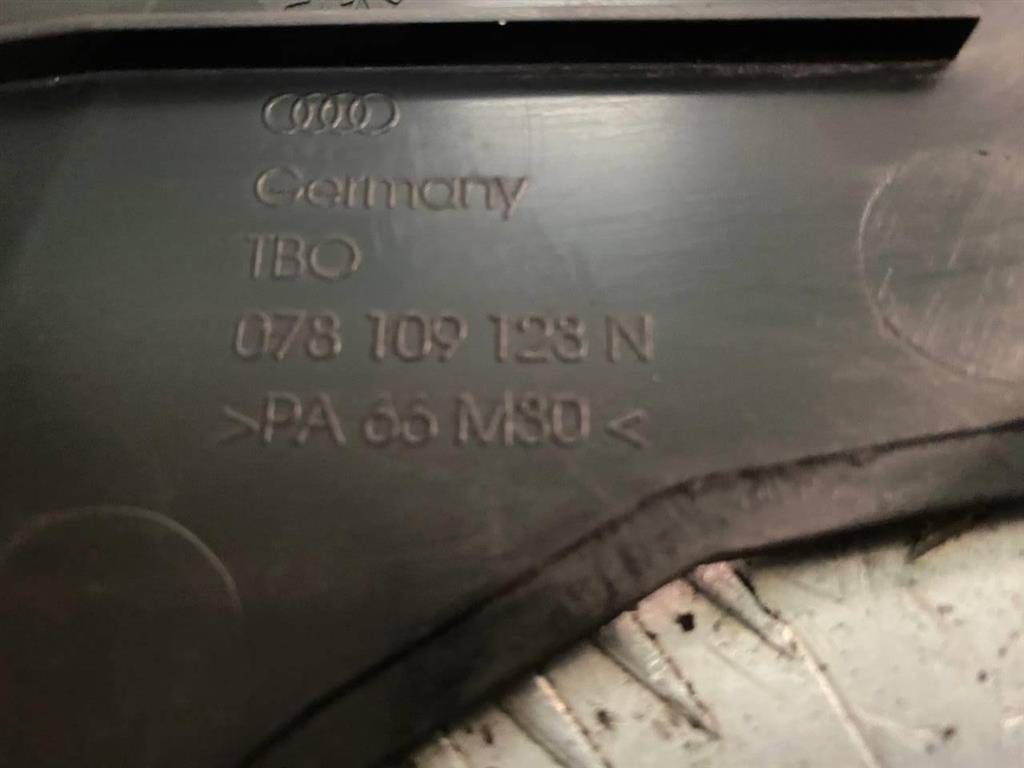 Germany
TBO
078 109 123 N
>PA 66 M30<